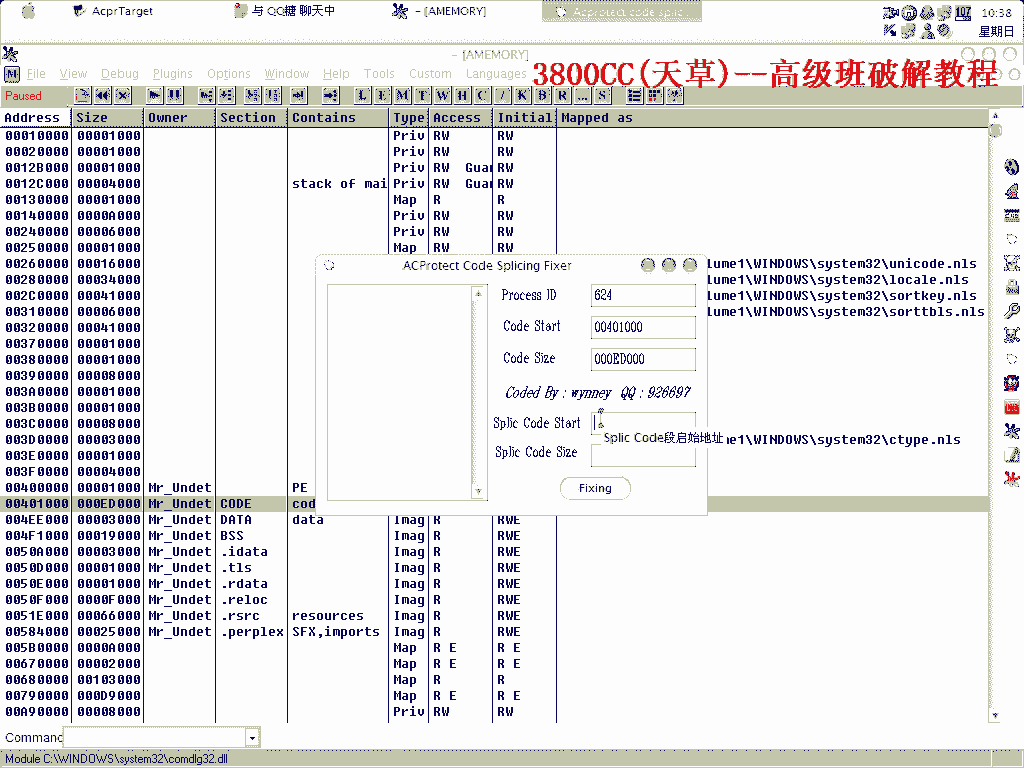 AcprTarget
与 QQ糖 聊天中
- [AMEMORY]
Acprotect code splic...
107
10:38
星期日
- [AMEMORY]
M File View Debug Plugins Options Window Help Tools Custom Languages
3800CC(天草)--高级班破解教程
Paused
L E M T W H C / K B R ... S
Address Size Owner Section Contains Type Access Initial Mapped as
00010000 00001000 Priv RW RW
00020000 00001000 Priv RW RW
0012B000 00001000 Priv RW Guar RW
0012C000 00004000 stack of mai Priv RW Guar RW
00130000 00001000 Map R R
00140000 0000A000 Priv RW RW
00240000 00006000 Priv RW RW
00250000 00001000 Map RW RW
00260000 00016000 lume1\WINDOWS\system32\unicode.nls
00280000 00034000 lume1\WINDOWS\system32\locale.nls
002C0000 00041000 lume1\WINDOWS\system32\sortkey.nls
00310000 00006000 lume1\WINDOWS\system32\sorttbls.nls
00320000 00041000
00370000 00001000
00380000 00001000
00390000 00008000
003A0000 00001000
003B0000 00001000
003C0000 00008000
003D0000 00003000 me1\WINDOWS\system32\ctype.nls
003E0000 00001000
003F0000 00004000
00400000 00001000 Mr_Undet PE
00401000 000ED000 Mr_Undet CODE cod
004EE000 00003000 Mr_Undet DATA data Imag R RWE
004F1000 00019000 Mr_Undet BSS Imag R RWE
0050A000 00003000 Mr_Undet .idata Imag R RWE
0050D000 00001000 Mr_Undet .tls Imag R RWE
0050E000 00001000 Mr_Undet .rdata Imag R RWE
0050F000 0000F000 Mr_Undet .reloc Imag R RWE
0051E000 00066000 Mr_Undet .rsrc resources Imag R RWE
00584000 00025000 Mr_Undet .perplex SFX,imports Imag R RWE
005B0000 0000A000 Map R E R E
00670000 00002000 Map R E R E
00680000 00103000 Map R R
00790000 000D9000 Map R E R E
00A90000 00008000 Priv RW RW
ACProtect Code Splicing Fixer
Process ID 624
Code Start 00401000
Code Size 000ED000
Coded By : wynney QQ : 926697
Splic Code Start
Splic Code段启始地址
Splic Code Size
Fixing
Command
Module C:\WINDOWS\system32\comdlg32.dll